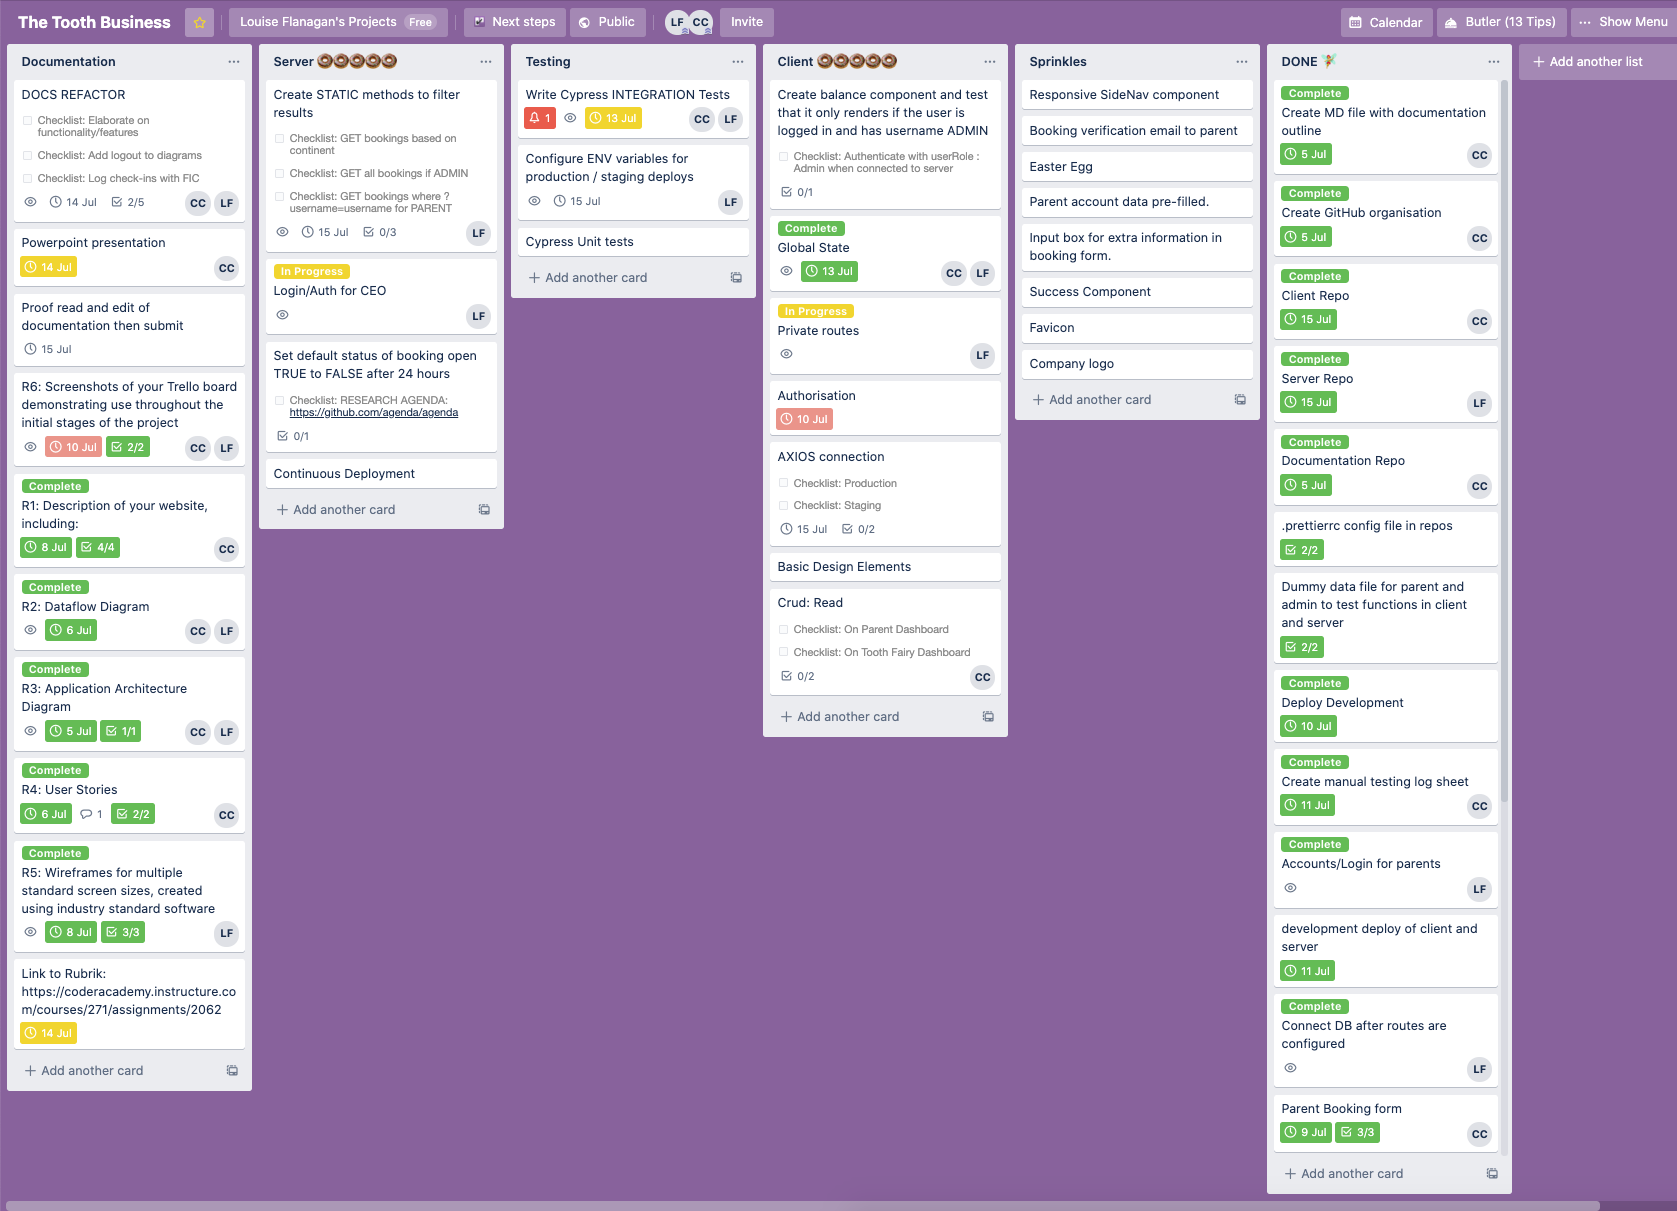 The Tooth Business
Louise Flanagan's Projects Free
Next steps
Public
LF CC
Invite
Calendar
Butler (13 Tips)
Show Menu
Documentation
DOCS REFACTOR
Checklist: Elaborate on
functionality/features
Checklist: Add logout to diagrams
Checklist: Log check-ins with FIC
14 Jul 2/5 CC LF
Powerpoint presentation
14 Jul CC
Proof read and edit of
documentation then submit
15 Jul
R6: Screenshots of your Trello board
demonstrating use throughout the
initial stages of the project
10 Jul 2/2 CC LF
Complete
R1: Description of your website,
including:
8 Jul 4/4 CC
Complete
R2: Dataflow Diagram
6 Jul CC LF
Complete
R3: Application Architecture
Diagram
5 Jul 1/1 CC LF
Complete
R4: User Stories
6 Jul 1 2/2 CC
Complete
R5: Wireframes for multiple
standard screen sizes, created
using industry standard software
8 Jul 3/3 LF
Link to Rubrik:
https://coderacademy.instructure.co
m/courses/271/assignments/2062
14 Jul
+ Add another card
Server
Create STATIC methods to filter
results
Checklist: GET bookings based on
continent
Checklist: GET all bookings if ADMIN
Checklist: GET bookings where ?
username=username for PARENT
15 Jul 0/3 LF
In Progress
Login/Auth for CEO
LF
Set default status of booking open
TRUE to FALSE after 24 hours
Checklist: RESEARCH AGENDA:
https://github.com/agenda/agenda
0/1
Continuous Deployment
+ Add another card
Testing
Write Cypress INTEGRATION Tests
1 13 Jul CC LF
Configure ENV variables for
production / staging deploys
15 Jul LF
Cypress Unit tests
+ Add another card
Client
Create balance component and test
that it only renders if the user is
logged in and has username ADMIN
Checklist: Authenticate with userRole :
Admin when connected to server
0/1
Complete
Global State
13 Jul CC LF
In Progress
Private routes
LF
Authorisation
10 Jul
AXIOS connection
Checklist: Production
Checklist: Staging
15 Jul 0/2
Basic Design Elements
Crud: Read
Checklist: On Parent Dashboard
Checklist: On Tooth Fairy Dashboard
0/2 CC
+ Add another card
Sprinkles
Responsive SideNav component
Booking verification email to parent
Easter Egg
Parent account data pre-filled.
Input box for extra information in
booking form.
Success Component
Favicon
Company logo
+ Add another card
DONE
Complete
Create MD file with documentation
outline
5 Jul CC
Complete
Create GitHub organisation
5 Jul CC
Complete
Client Repo
15 Jul CC
Complete
Server Repo
15 Jul LF
Complete
Documentation Repo
5 Jul CC
.prettierrc config file in repos
2/2
Dummy data file for parent and
admin to test functions in client
and server
2/2
Complete
Deploy Development
10 Jul
Complete
Create manual testing log sheet
11 Jul CC
Complete
Accounts/Login for parents
LF
development deploy of client and
server
11 Jul
Complete
Connect DB after routes are
configured
LF
Parent Booking form
9 Jul 3/3 CC
+ Add another card
+ Add another list